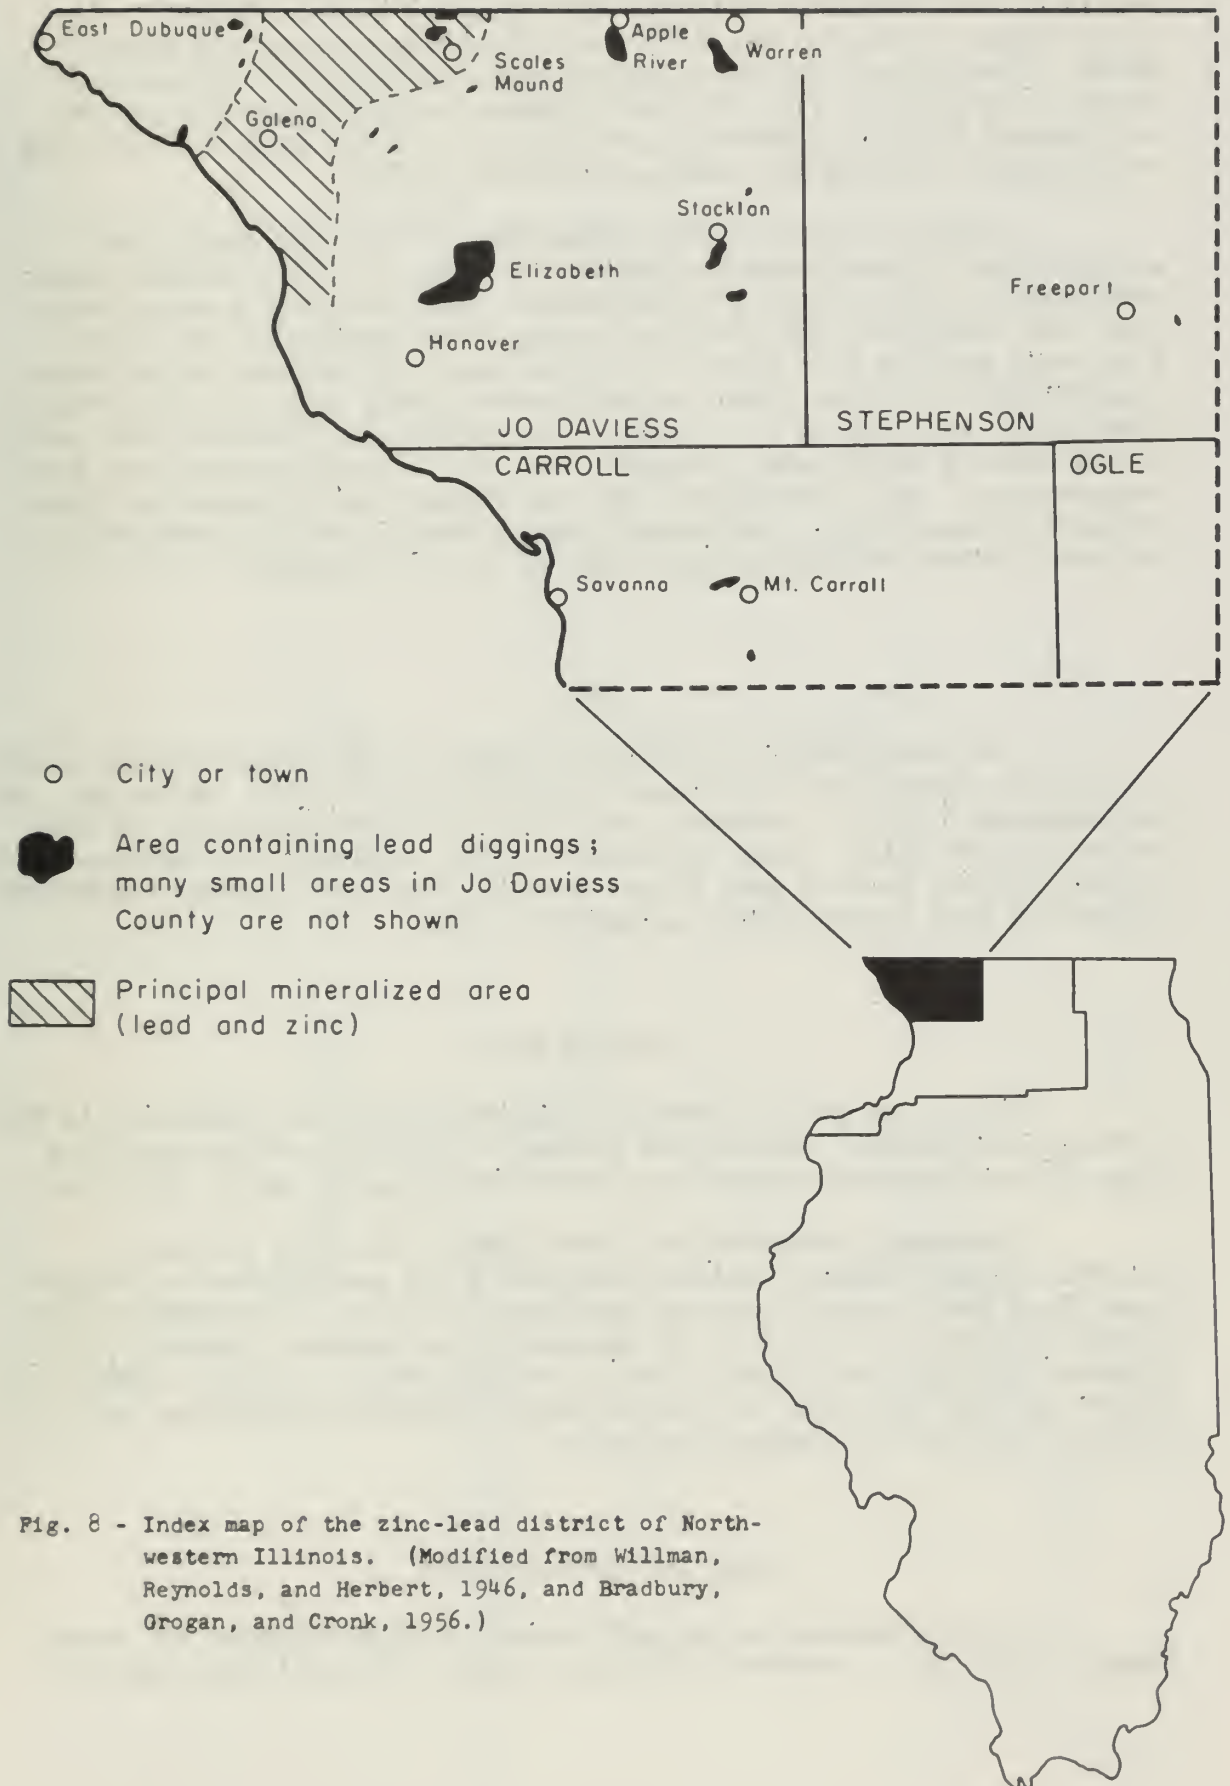 East Dubuque
Scales
Mound
Apple
River
Warren
Galena
Stockton
Elizabeth
Freeport
Hanover
JO DAVIESS
STEPHENSON
CARROLL
OGLE
Savanna
Mt. Carroll
City or town
Area containing lead diggings;
many small areas in Jo Daviess
County are not shown
Principal mineralized area
(lead and zinc)
Fig. 8 - Index map of the zinc-lead district of North-
western Illinois. (Modified from Willman,
Reynolds, and Herbert, 1946, and Bradbury,
Grogan, and Cronk, 1956.)